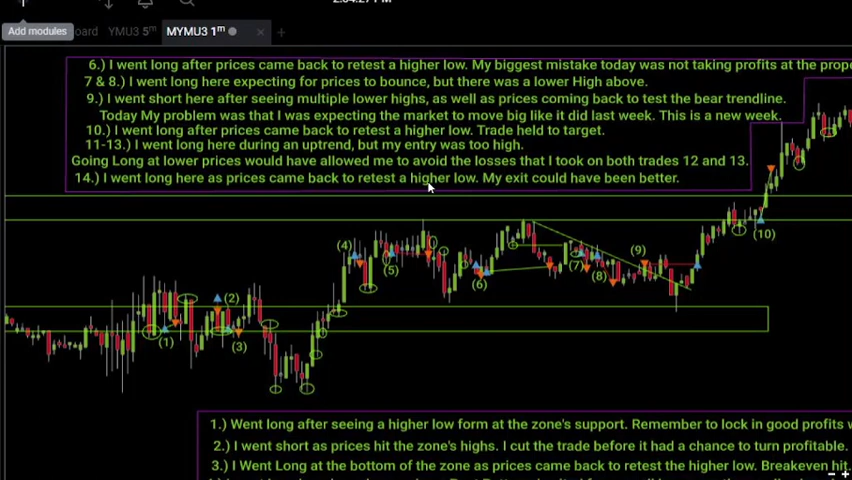 Add modules
YMU3 5m
MYMU3 1m
6.) I went long after prices came back to retest a higher low. My biggest mistake today was not taking profits at the
7 & 8.) I went long here expecting for prices to bounce, but there was a lower High above.
9.) I went short here after seeing multiple lower highs, as well as prices coming back to test the bear trendline.
Today My problem was that I was expecting the market to move big like it did last week. This is a new week.
10.) I went long after prices came back to retest a higher low. Trade held to target.
11-13.) I went long here during an uptrend, but my entry was too high.
Going Long at lower prices would have allowed me to avoid the losses that I took on both trades 12 and 13.
14.) I went long here as prices came back to retest a higher low. My exit could have been better.
(4)
(9)
(10)
(5)
(7)
(8)
(6)
(2)
(1)
(3)
1.) Went long after seeing a higher low form at the zone's support. Remember to lock in good profits
2.) I went short as prices hit the zone's highs. I cut the trade before it had a chance to turn profitable.
3.) I Went Long at the bottom of the zone as prices came back to retest the higher low. Breakeven hit.